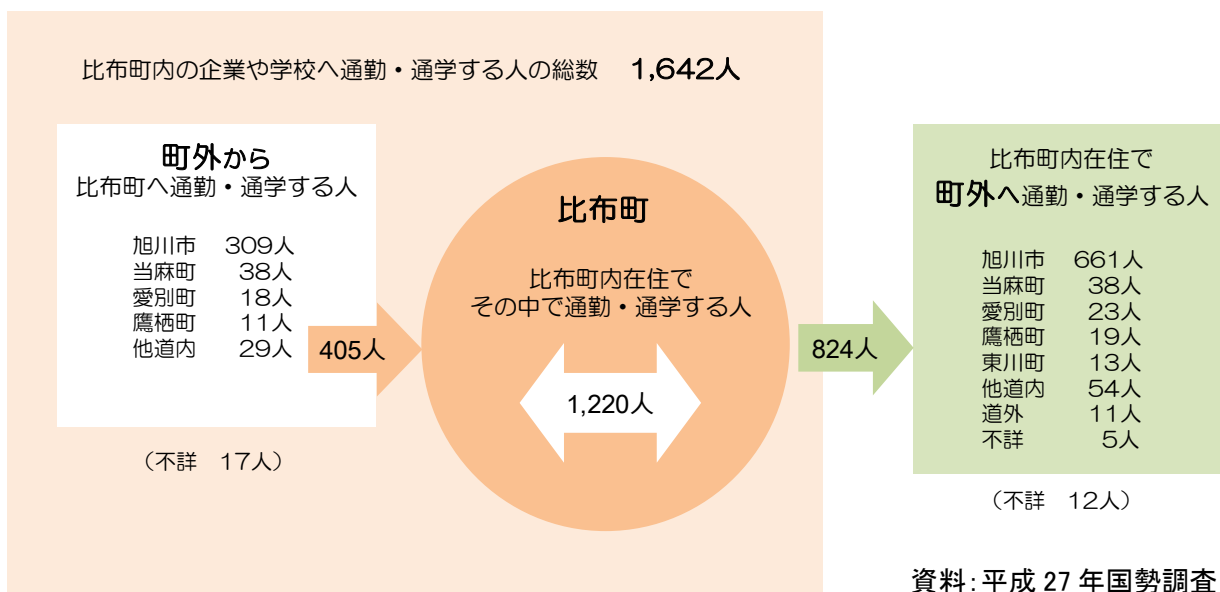 比布町内の企業や学校へ通勤・通学する人の総数 1,642人
町外から
比布町へ通勤・通学する人
旭川市 309人
当麻町 38人
愛別町 18人
鷹栖町 11人
他道内 29人
405人
（不詳 17人）
比布町
比布町内在住で
その中で通勤・通学する人
1,220人
824人
比布町内在住で
町外へ通勤・通学する人
旭川市 661人
当麻町 38人
愛別町 23人
鷹栖町 19人
東川町 13人
他道内 54人
道外 11人
不詳 5人
（不詳 12人）
資料：平成 27 年国勢調査